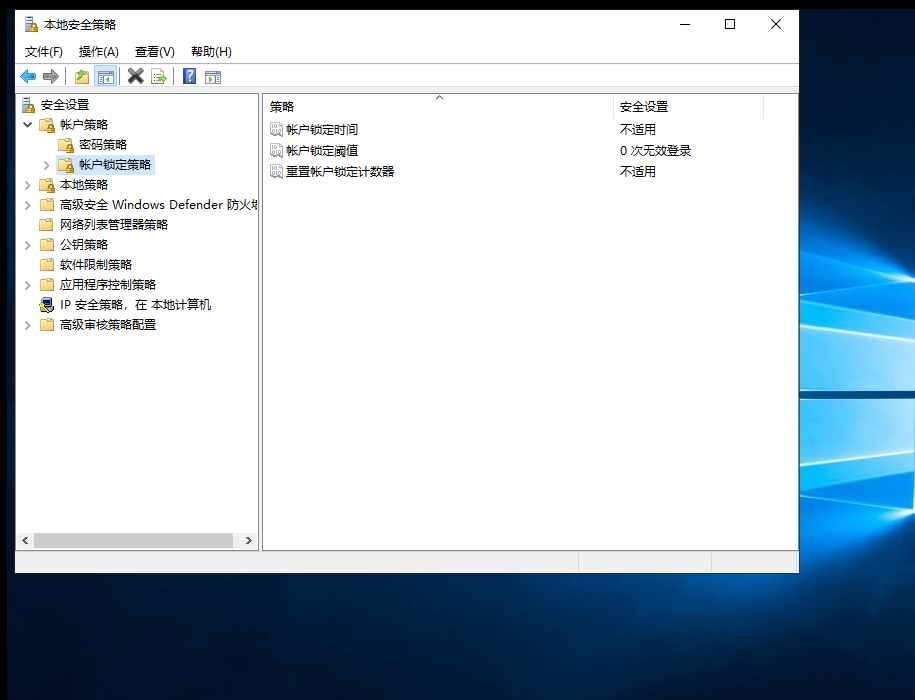 本地安全策略
文件(F) 操作(A) 查看(V) 帮助(H)
安全设置
帐户策略
密码策略
帐户锁定策略
本地策略
高级安全 Windows Defender 防火
网络列表管理器策略
公钥策略
软件限制策略
应用程序控制策略
IP 安全策略，在 本地计算机
高级审核策略配置
策略 安全设置
帐户锁定时间 不适用
帐户锁定阈值 0 次无效登录
重置帐户锁定计数器 不适用